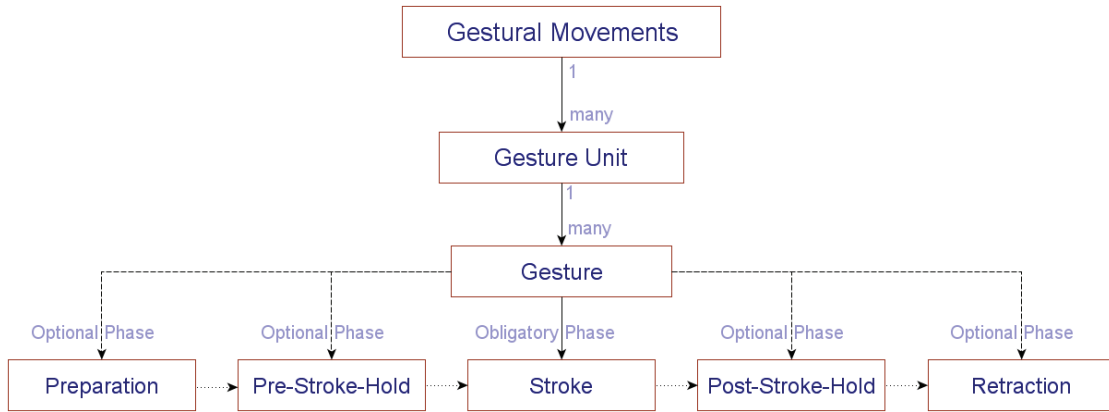 Gestural Movements
1
many
Gesture Unit
1
many
Gesture
Optional Phase
Optional Phase
Obligatory Phase
Optional Phase
Optional Phase
Preparation
Pre-Stroke-Hold
Stroke
Post-Stroke-Hold
Retraction